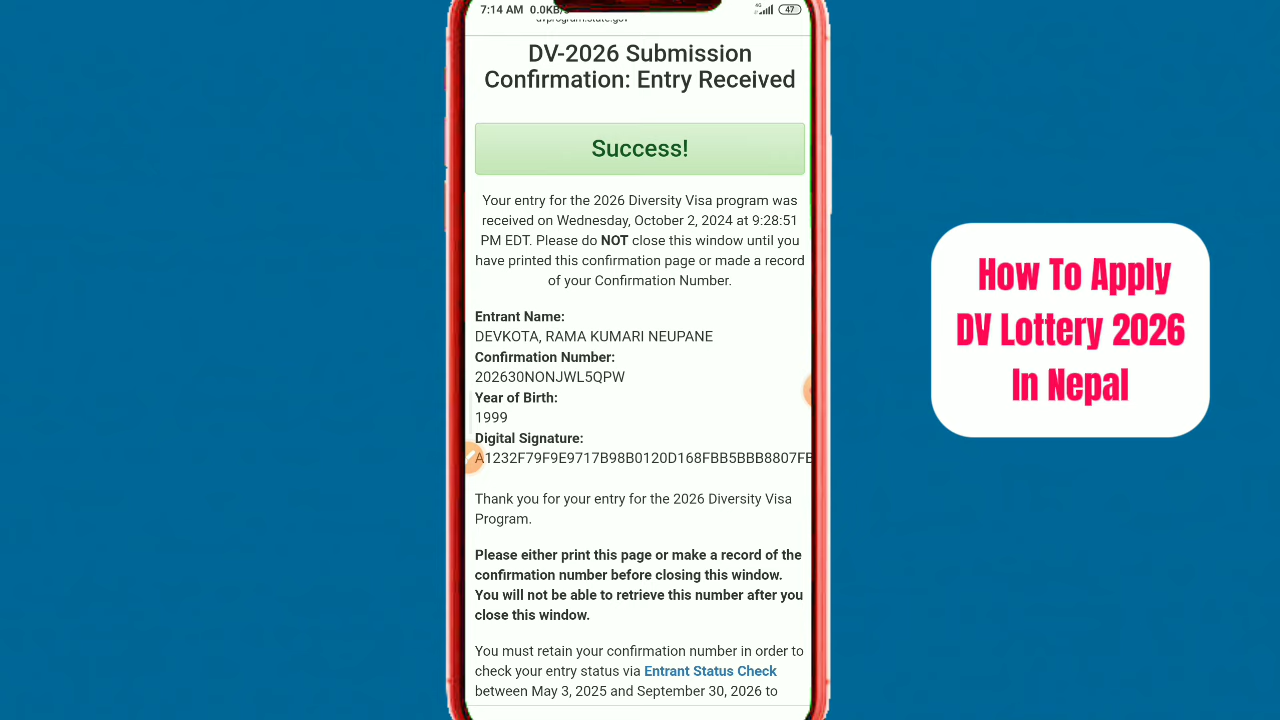 7:14 AM 0.0KB/s
4G
47
dvprogram.state.gov
DV-2026 Submission
Confirmation: Entry Received
Success!
Your entry for the 2026 Diversity Visa program was
received on Wednesday, October 2, 2024 at 9:28:51
PM EDT. Please do NOT close this window until you
have printed this confirmation page or made a record
of your Confirmation Number.
Entrant Name:
DEVKOTA, RAMA KUMARI NEUPANE
Confirmation Number:
202630NONJWL5QPW
Year of Birth:
1999
Digital Signature:
A1232F79F9E9717B98B0120D168FBB5BBB8807FE
Thank you for your entry for the 2026 Diversity Visa
Program.
Please either print this page or make a record of the
confirmation number before closing this window.
You will not be able to retrieve this number after you
close this window.
You must retain your confirmation number in order to
check your entry status via Entrant Status Check
between May 3, 2025 and September 30, 2026 to
How To Apply
DV Lottery 2026
In Nepal